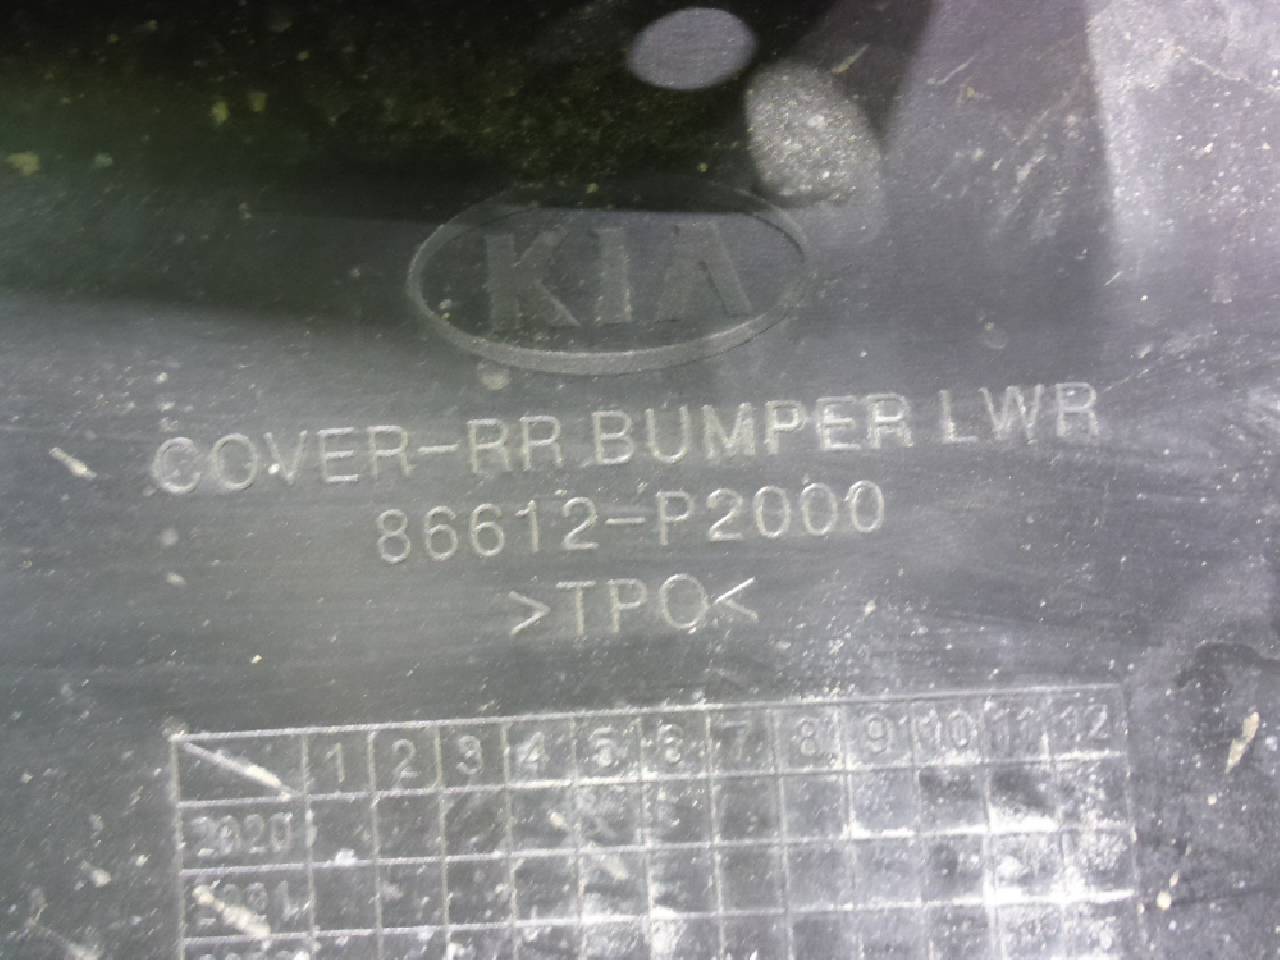 KIA
COVER-RR BUMPER LWR
86612-P2000
>TPO<
1 2 3 4 5 6 7 8 9 10 11 12
2020
2021